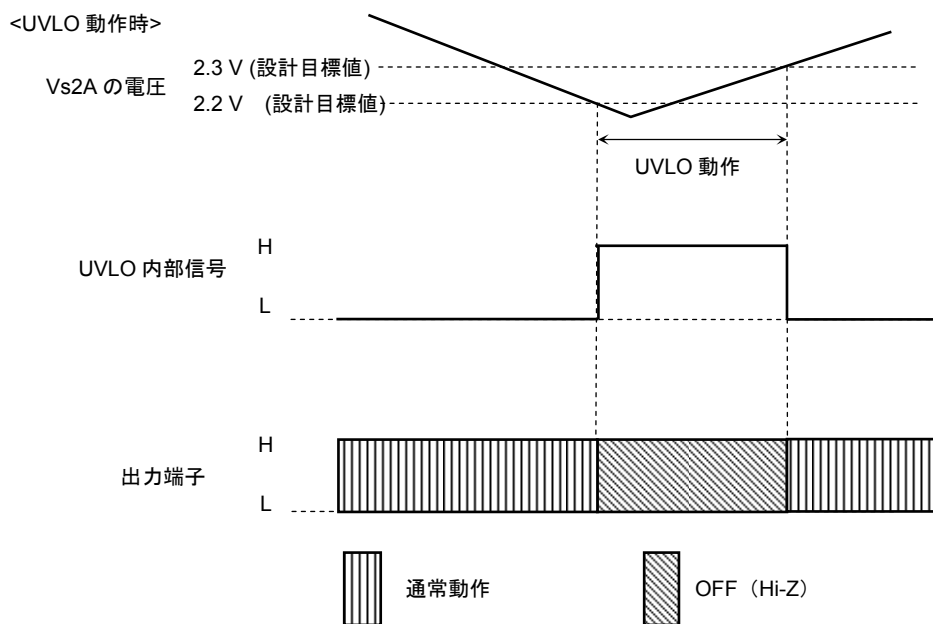 <UVLO 動作時>
2.3 V (設計目標値)
Vs2A の電圧
2.2 V (設計目標値)
UVLO 動作
H
UVLO 内部信号
L
H
出力端子
L
通常動作
OFF（Hi-Z）